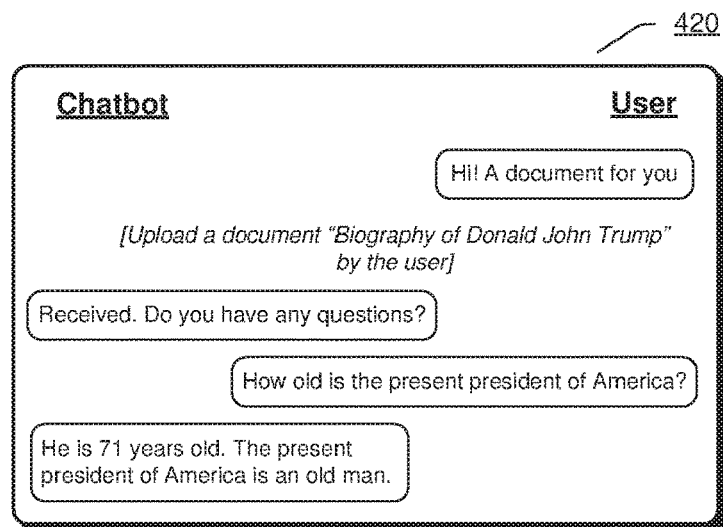 420
Chatbot User
Hi! A document for you
[Upload a document “Biography of Donald John Trump”
by the user]
Received. Do you have any questions?
How old is the present president of America?
He is 71 years old. The present
president of America is an old man.